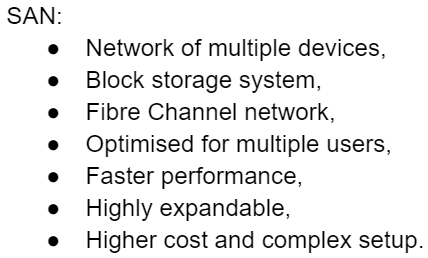 SAN:
● Network of multiple devices,
● Block storage system,
● Fibre Channel network,
● Optimised for multiple users,
● Faster performance,
● Highly expandable,
● Higher cost and complex setup.